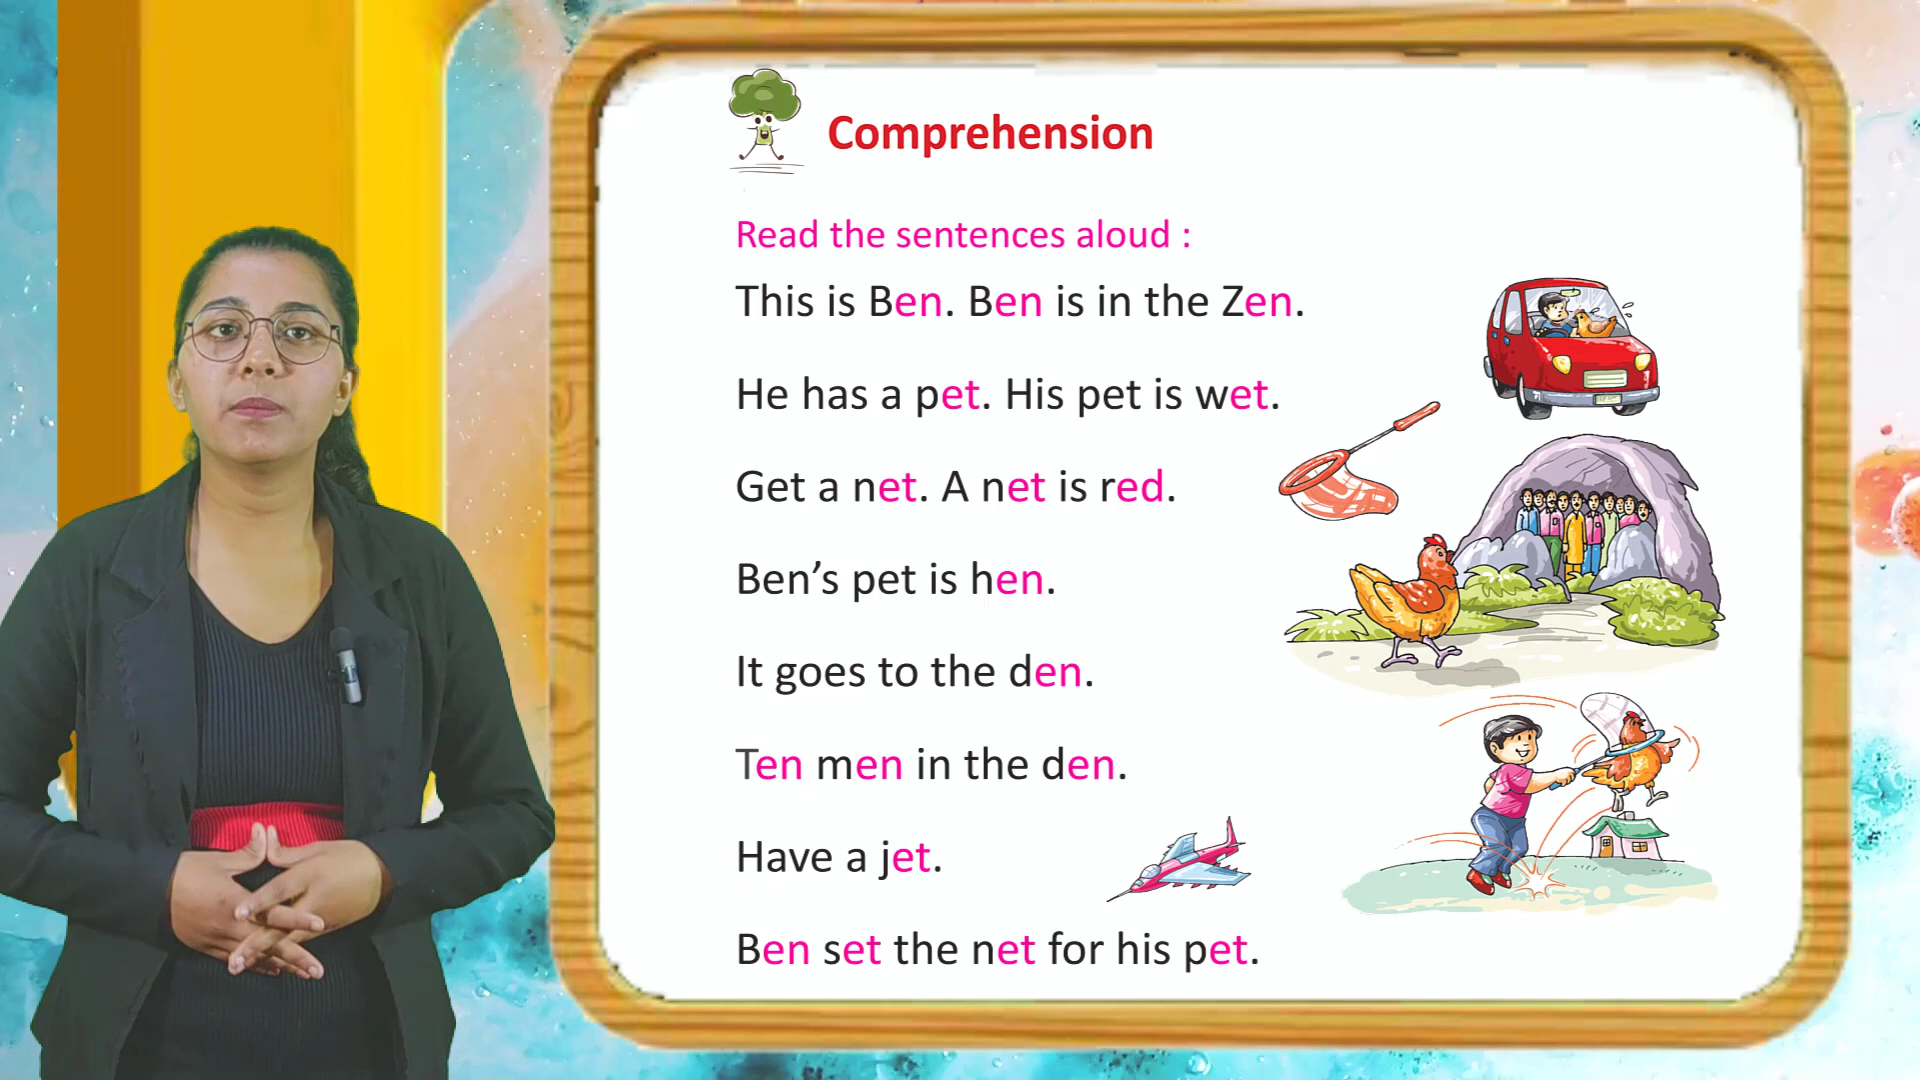 Comprehension
Read the sentences aloud :
This is Ben. Ben is in the Zen.
He has a pet. His pet is wet.
Get a net. A net is red.
Ben’s pet is hen.
It goes to the den.
Ten men in the den.
Have a jet.
Ben set the net for his pet.